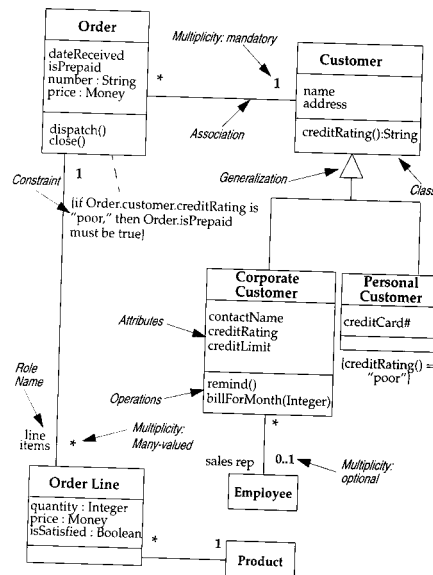 Order
dateReceived
isPrepaid
number : String
price : Money
dispatch()
close()
Multiplicity: mandatory
*
1
Association
Customer
name
address
creditRating():String
Generalization
Class
Constraint
1
{if Order.customer.creditRating is
"poor," then Order.isPrepaid
must be true}
Corporate
Customer
contactName
creditRating
creditLimit
remind()
billForMonth(Integer)
Personal
Customer
creditCard#
{creditRating() =
"poor"}
Attributes
Operations
Role
Name
line
items
*
Multiplicity:
Many-valued
*
sales rep
0..1
Multiplicity:
optional
Employee
Order Line
quantity : Integer
price : Money
isSatisfied : Boolean
*
1
Product